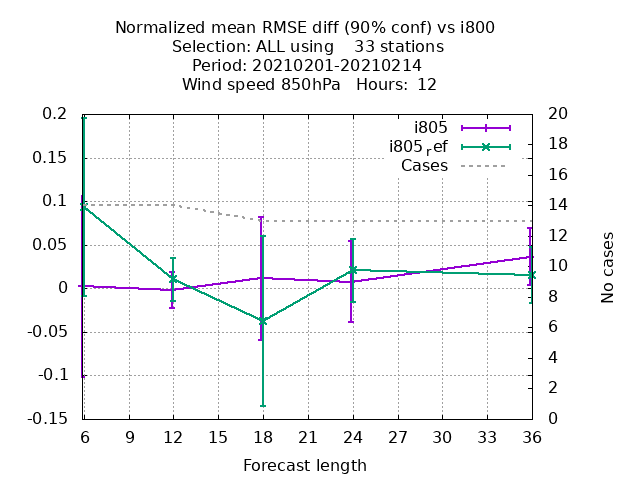 Normalized mean RMSE diff (90% conf) vs i800
Selection: ALL using    33 stations
Period: 20210201-20210214
Wind speed 850hPa   Hours:  12
i805
i805ref
Cases
0.2
0.15
0.1
0.05
0
-0.05
-0.1
-0.15
20
18
16
14
12
10
8
6
4
2
0
No cases
6 9 12 15 18 21 24 27 30 33 36
Forecast length